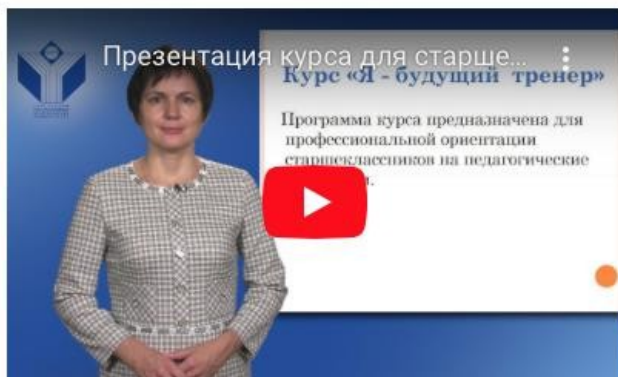 Презентация курса для старше...
Курс «Я - будущий тренер»
Программа курса предназначена для
профессиональной ориентации
старшеклассников на педагогические